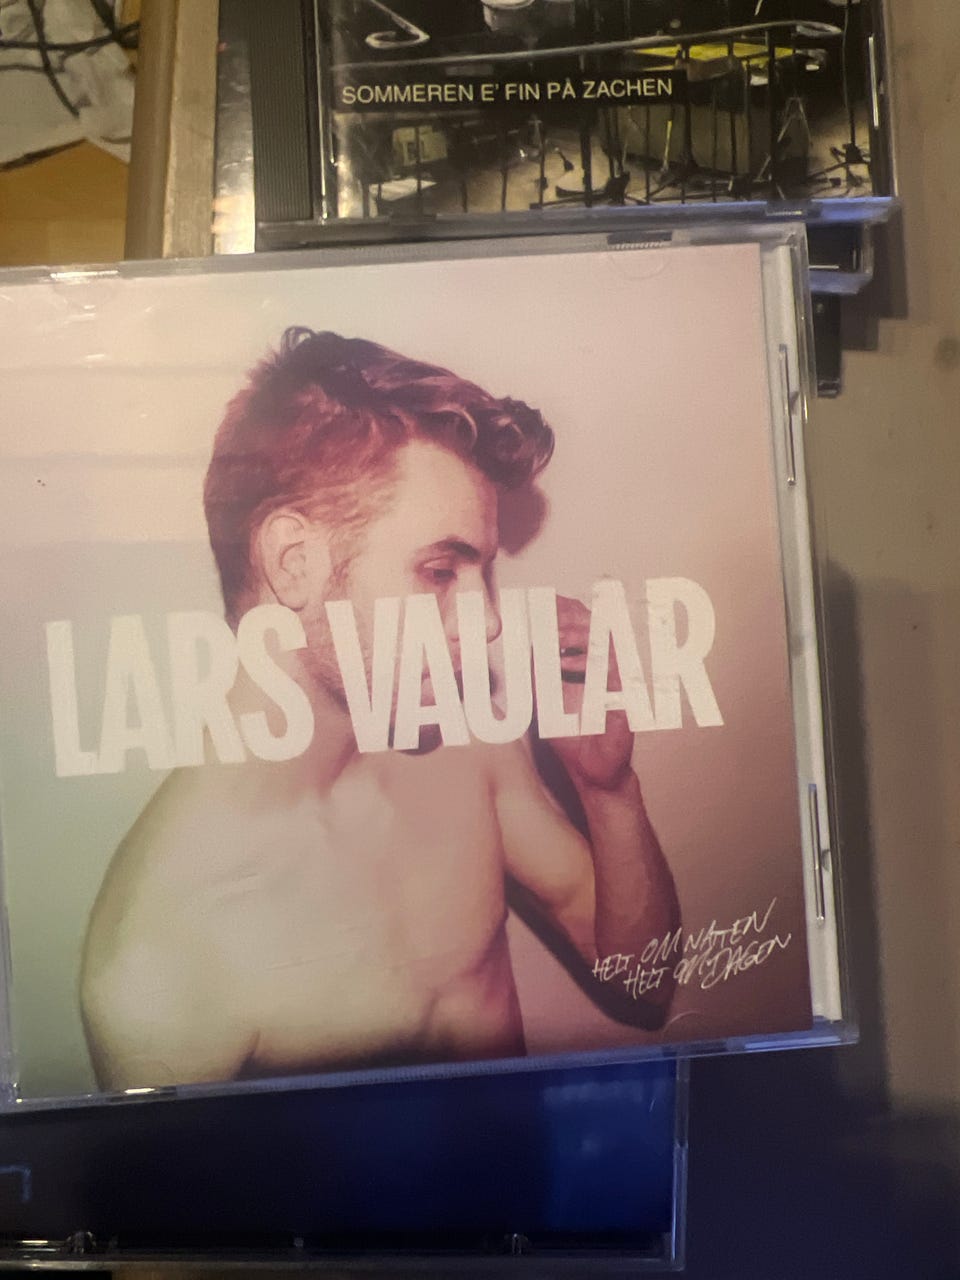 SOMMEREN E' FIN PÅ ZACHEN
LARS VAULAR
HELT OM NATTEN
HELT OM DAGEN